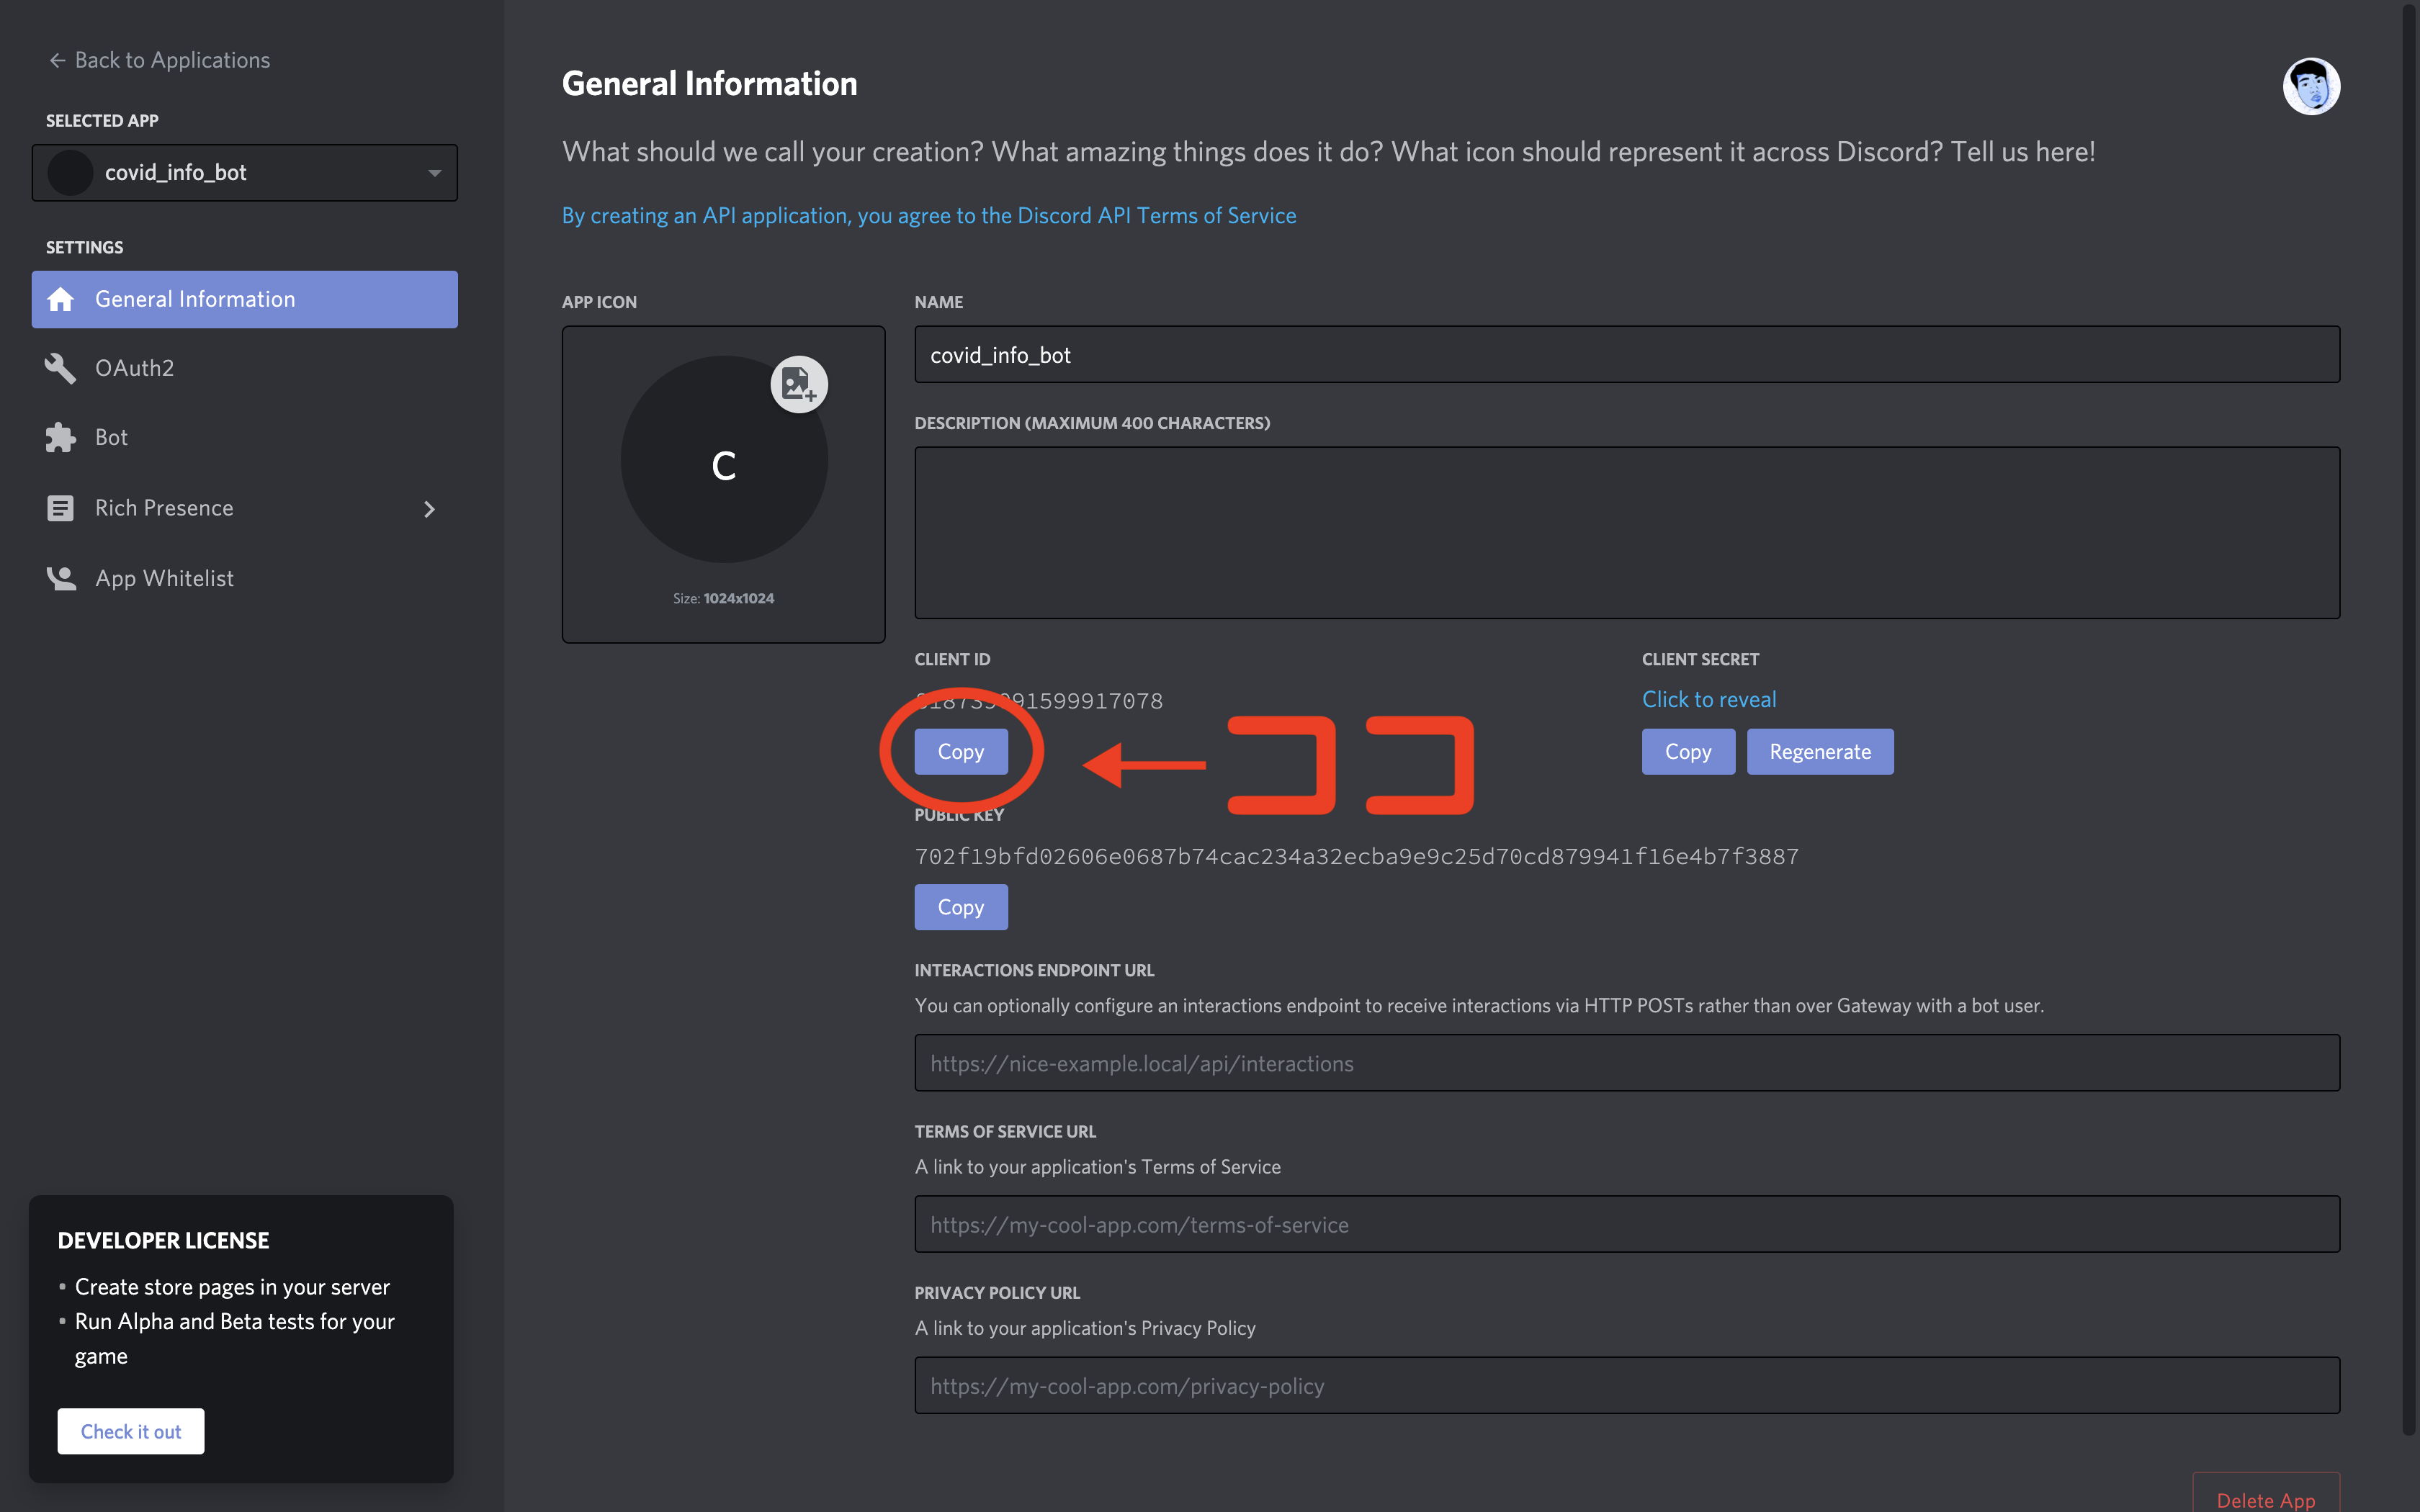 Back to Applications
SELECTED APP
covid_info_bot
SETTINGS
General Information
OAuth2
Bot
Rich Presence
App Whitelist
DEVELOPER LICENSE
• Create store pages in your server
• Run Alpha and Beta tests for your
game
Check it out
General Information
What should we call your creation? What amazing things does it do? What icon should represent it across Discord? Tell us here!
By creating an API application, you agree to the Discord API Terms of Service
APP ICON
C
Size: 1024x1024
NAME
covid_info_bot
DESCRIPTION (MAXIMUM 400 CHARACTERS)
CLIENT ID
Copy
ココ
CLIENT SECRET
Click to reveal
Copy Regenerate
PUBLIC KEY
702f19bfd02606e0687b74cac234a32ecba9e9c25d70cd879941f16e4b7f3887
Copy
INTERACTIONS ENDPOINT URL
You can optionally configure an interactions endpoint to receive interactions via HTTP POSTs rather than over Gateway with a bot user.
https://nice-example.local/api/interactions
TERMS OF SERVICE URL
A link to your application's Terms of Service
https://my-cool-app.com/terms-of-service
PRIVACY POLICY URL
A link to your application's Privacy Policy
https://my-cool-app.com/privacy-policy
Delete App